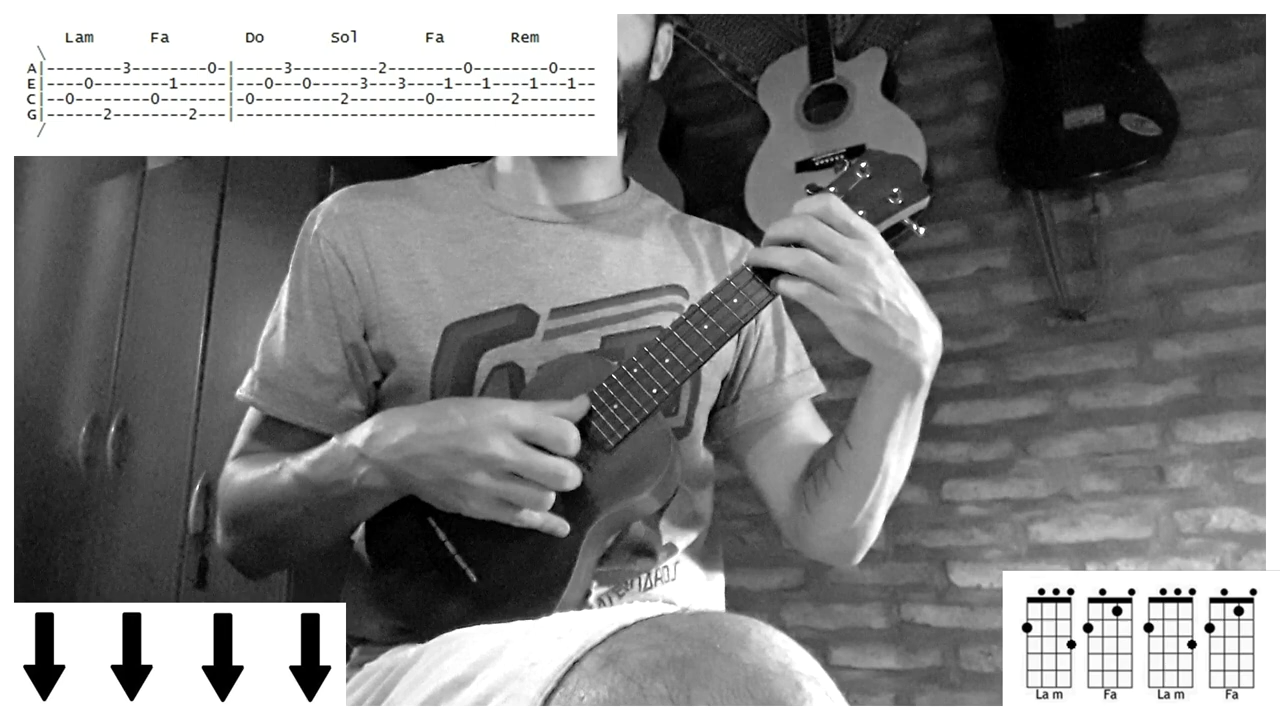 Lam Fa Do Sol Fa Rem
\
A|--------3--------0-|-----3---------2--------0--------0----
E|----0--------1-----|---0---0-----3---3----1---1----1---1--
C|--0--------0-------|-0---------2--------0--------2--------
G|------2--------2---|--------------------------------------
/
La m Fa La m Fa